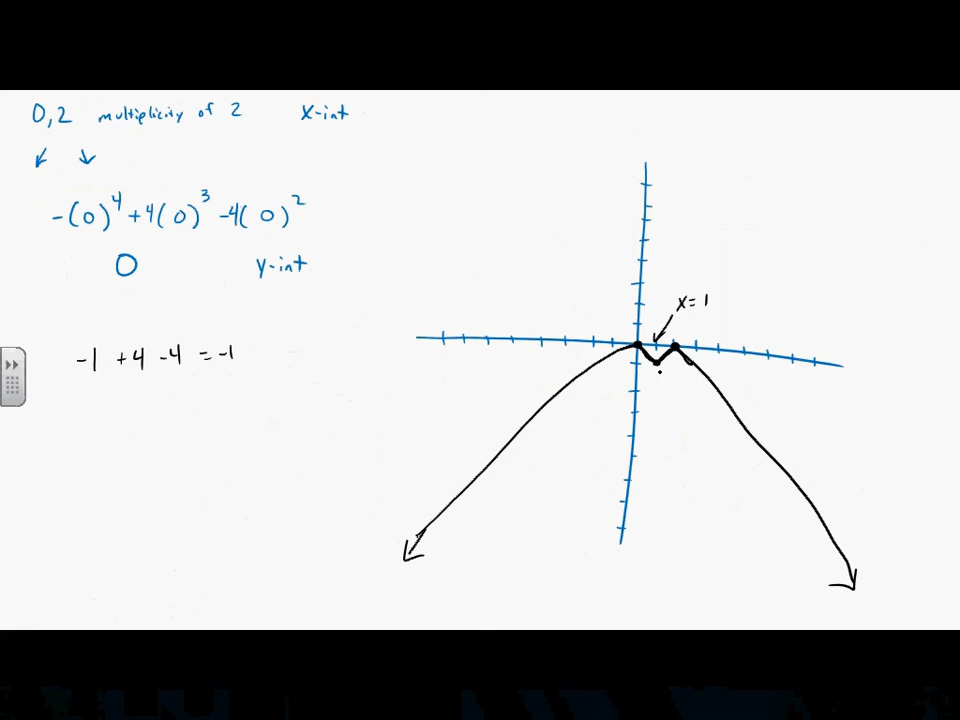 0,2 multiplicity of 2 x-int
↙ ↓
-(0)⁴+4(0)³-4(0)²
0 y-int
x=1
-1 +4 -4 = -1